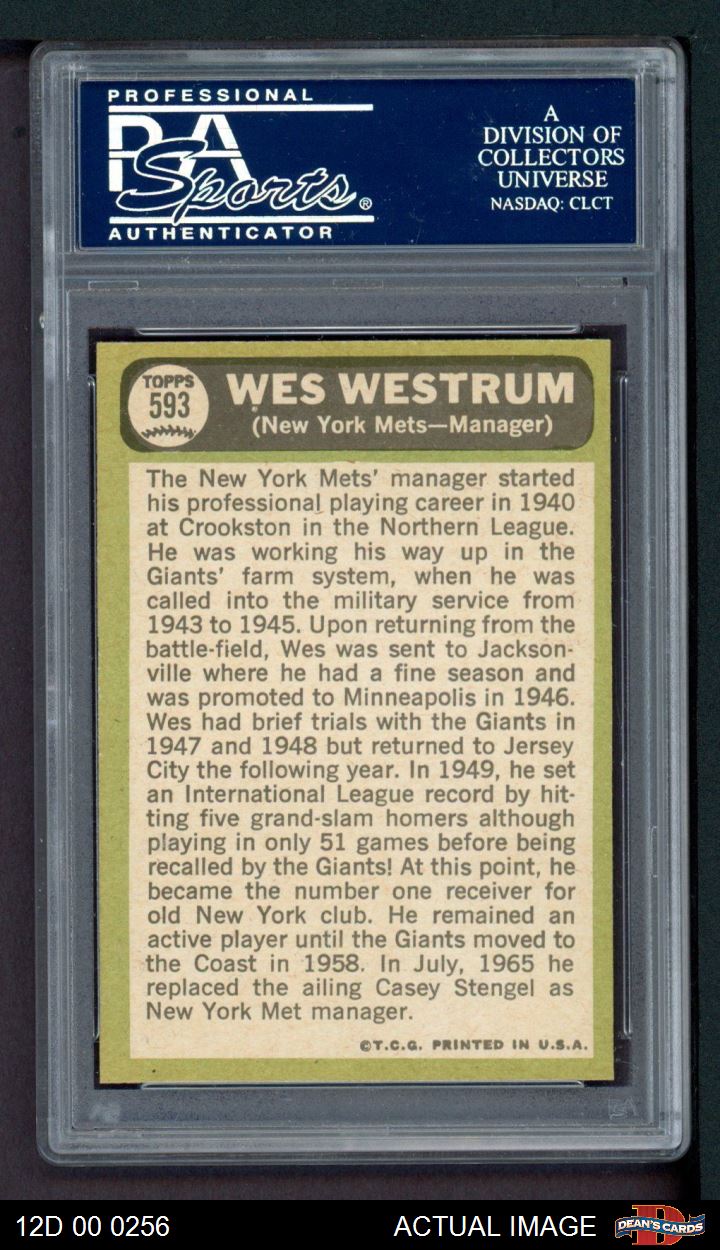 PROFESSIONAL
PSA
Sports®
AUTHENTICATOR
A
DIVISION OF
COLLECTORS
UNIVERSE
NASDAQ: CLCT
TOPPS
593
WES WESTRUM
(New York Mets—Manager)
The New York Mets' manager started
his professional playing career in 1940
at Crookston in the Northern League.
He was working his way up in the
Giants' farm system, when he was
called into the military service from
1943 to 1945. Upon returning from the
battle-field, Wes was sent to Jackson-
ville where he had a fine season and
was promoted to Minneapolis in 1946.
Wes had brief trials with the Giants in
1947 and 1948 but returned to Jersey
City the following year. In 1949, he set
an International League record by hit-
ting five grand-slam homers although
playing in only 51 games before being
recalled by the Giants! At this point, he
became the number one receiver for
old New York club. He remained an
active player until the Giants moved to
the Coast in 1958. In July, 1965 he
replaced the ailing Casey Stengel as
New York Met manager.
©T.C.G. PRINTED IN U.S.A.
12D 00 0256
ACTUAL IMAGE
D
DEAN'S CARDS